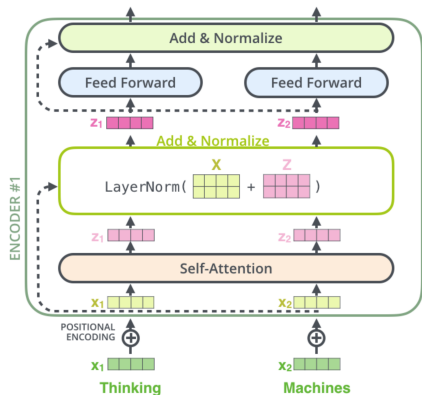 Add & Normalize
Feed Forward
Feed Forward
z1
z2
Add & Normalize
X
Z
LayerNorm( + )
z1
z2
Self-Attention
x1
x2
POSITIONAL
ENCODING
x1
x2
Thinking
Machines
ENCODER #1